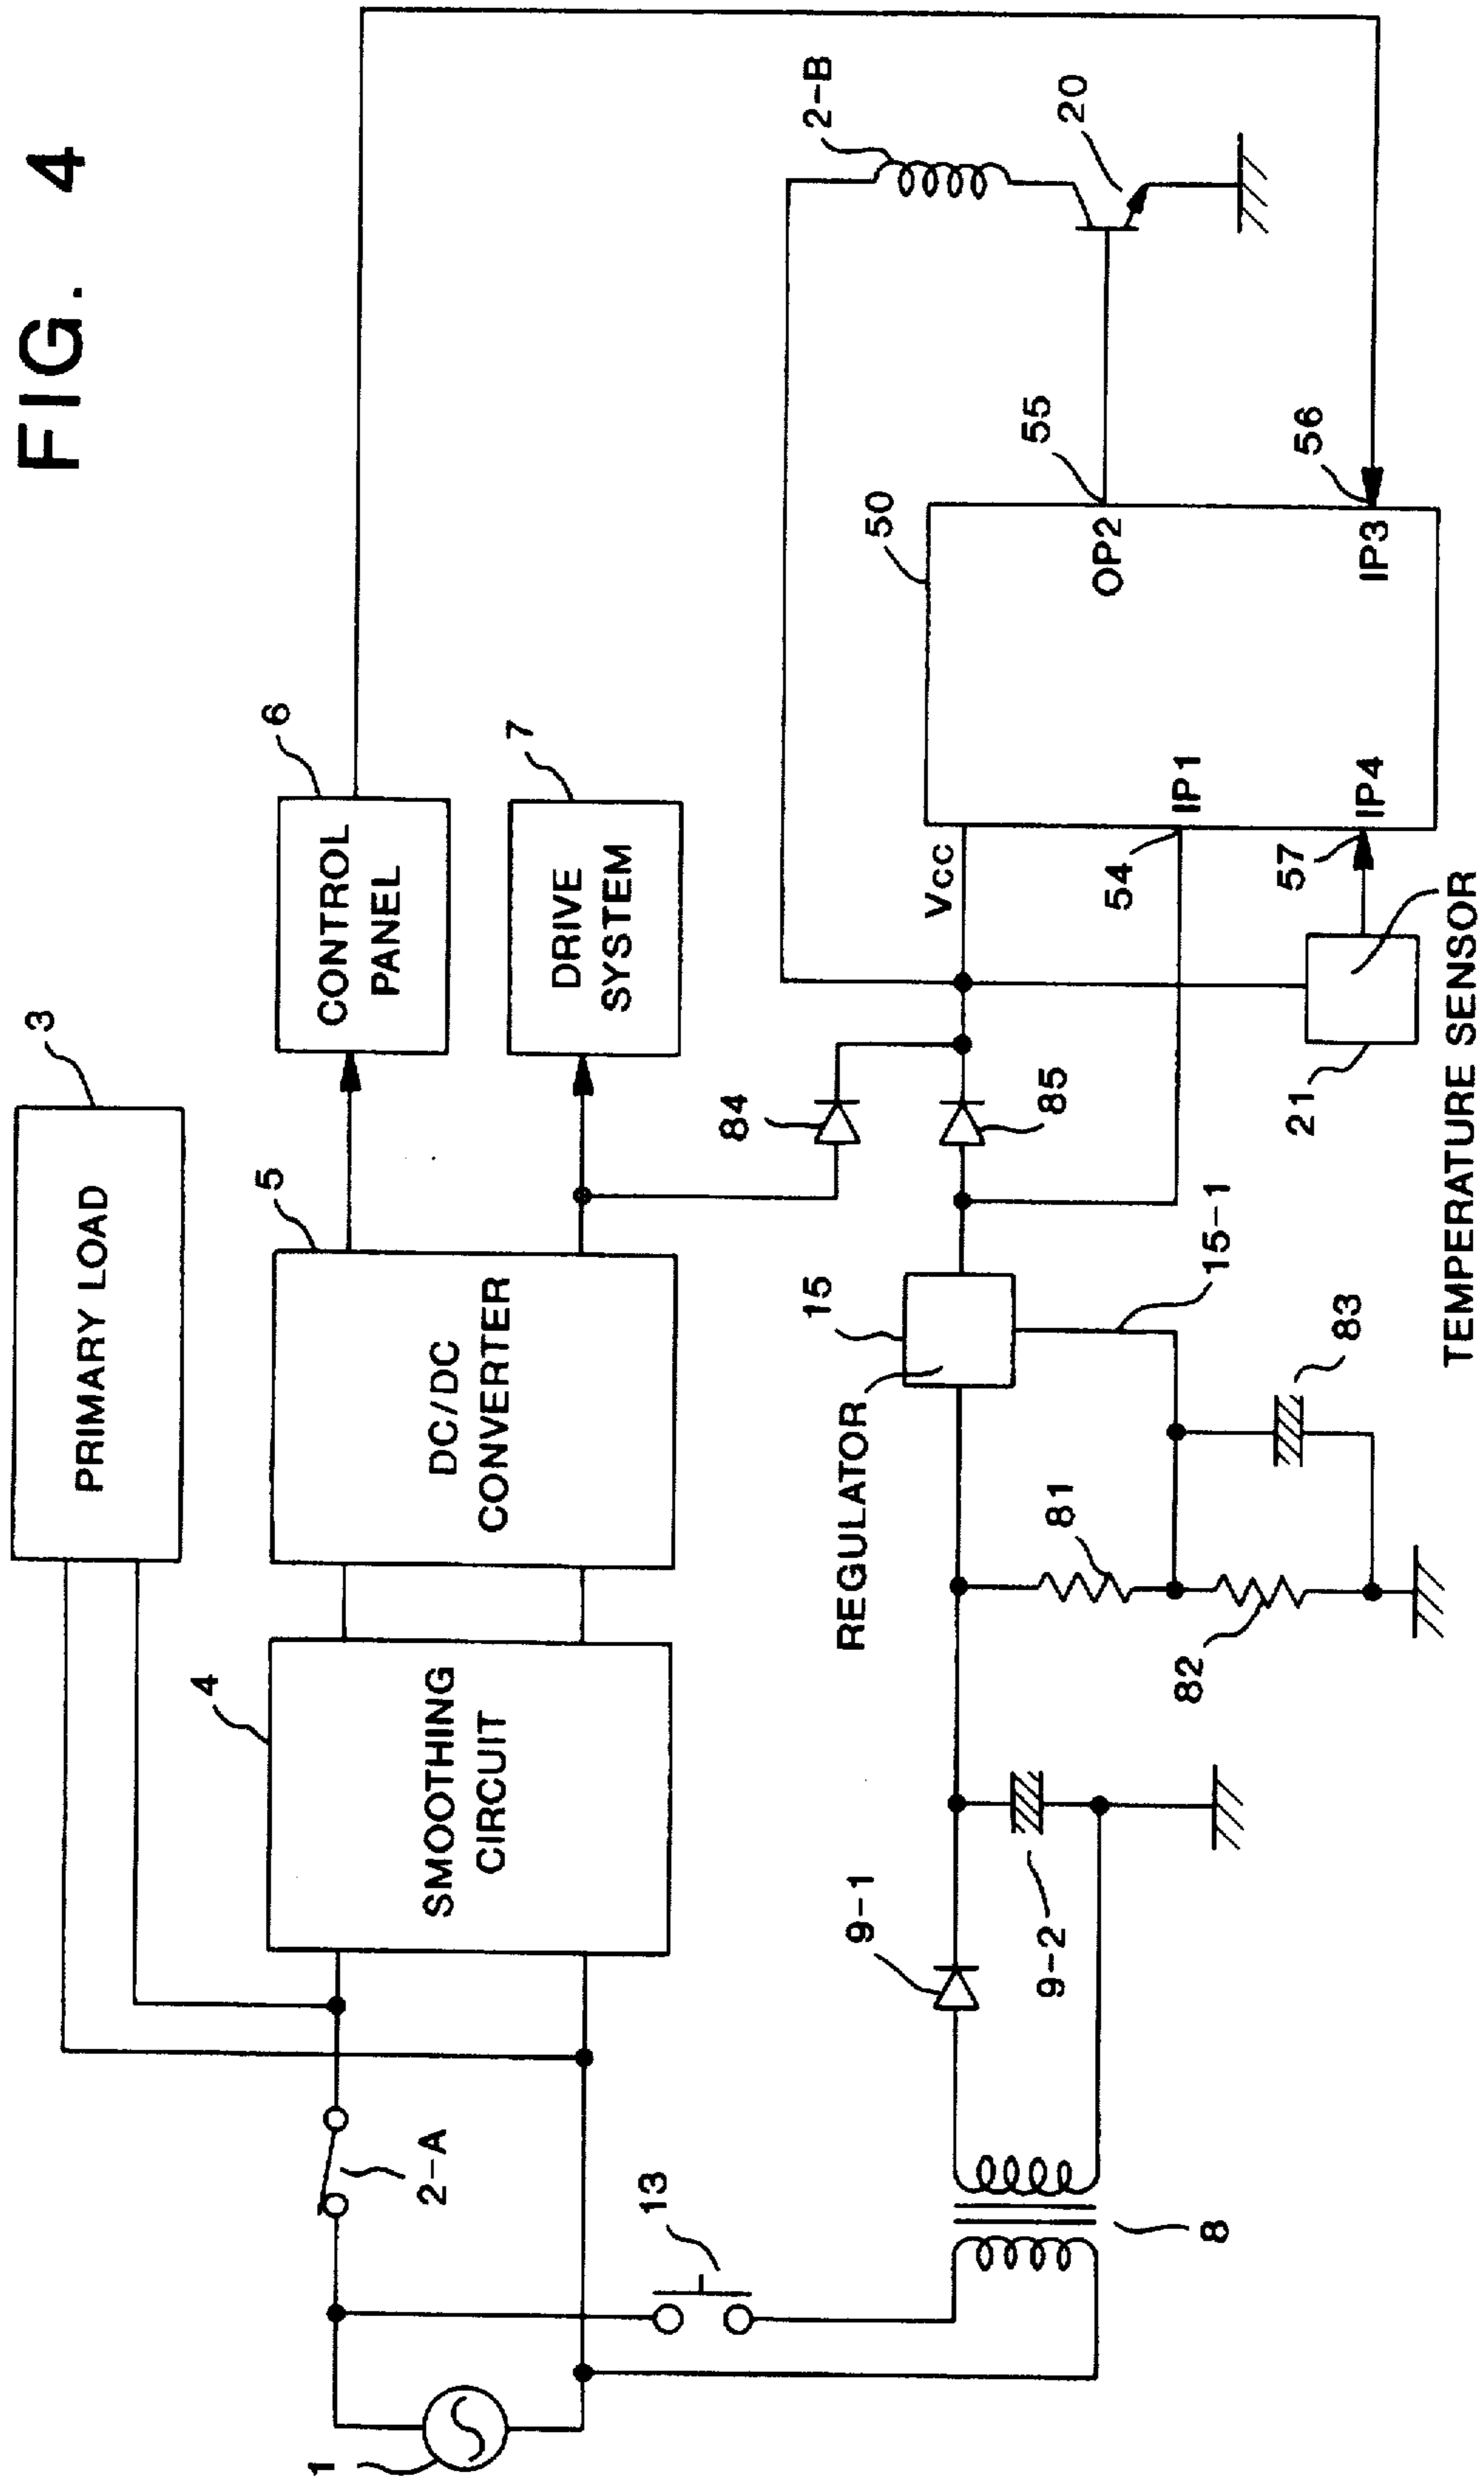 FIG. 4
3
PRIMARY LOAD
4
SMOOTHING
CIRCUIT
5
DC/DC
CONVERTER
6
CONTROL
PANEL
7
DRIVE
SYSTEM
1
2-A
13
8
9-1
9-2
REGULATOR
15
15-1
81
82
83
84
85
Vcc
50
54
IP1
57
IP4
OP2
55
IP3
56
2-B
20
21
TEMPERATURE SENSOR